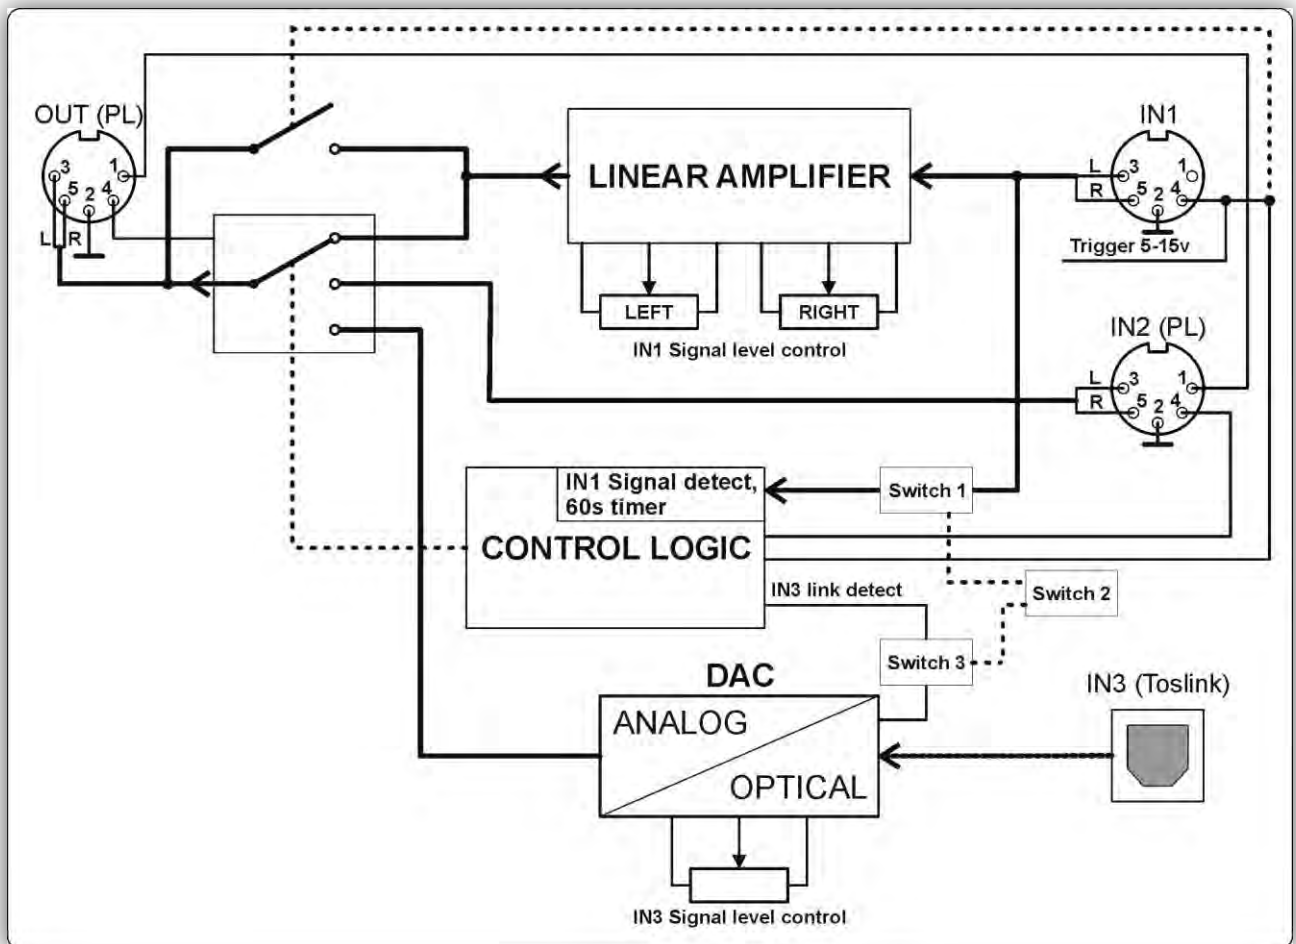 OUT (PL)
3
1
5
2
4
L
R
LINEAR AMPLIFIER
LEFT
RIGHT
IN1 Signal level control
IN1
L
R
3
1
5
2
4
Trigger 5-15v
IN2 (PL)
L
R
3
1
5
2
4
IN1 Signal detect,
60s timer
CONTROL LOGIC
Switch 1
Switch 2
IN3 link detect
Switch 3
DAC
ANALOG
OPTICAL
IN3 (Toslink)
IN3 Signal level control